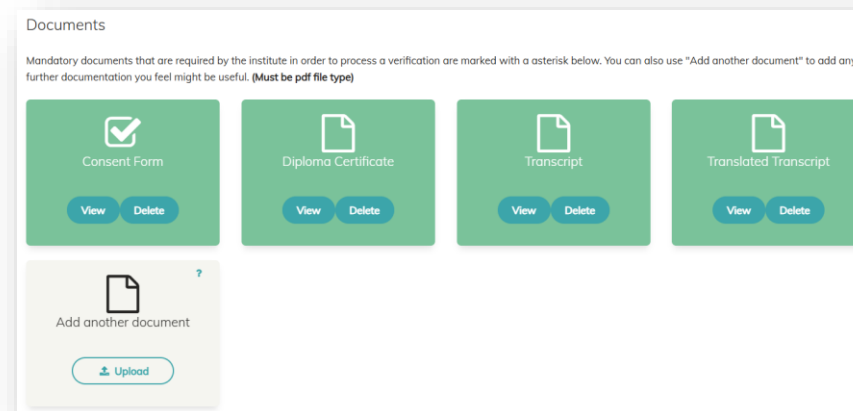 Documents
Mandatory documents that are required by the institute in order to process a verification are marked with a asterisk below. You can also use "Add another document" to add any
further documentation you feel might be useful. (Must be pdf file type)
Consent Form
Diploma Certificate
Transcript
Translated Transcript
View Delete
View Delete
View Delete
View Delete
?
Add another document
Upload